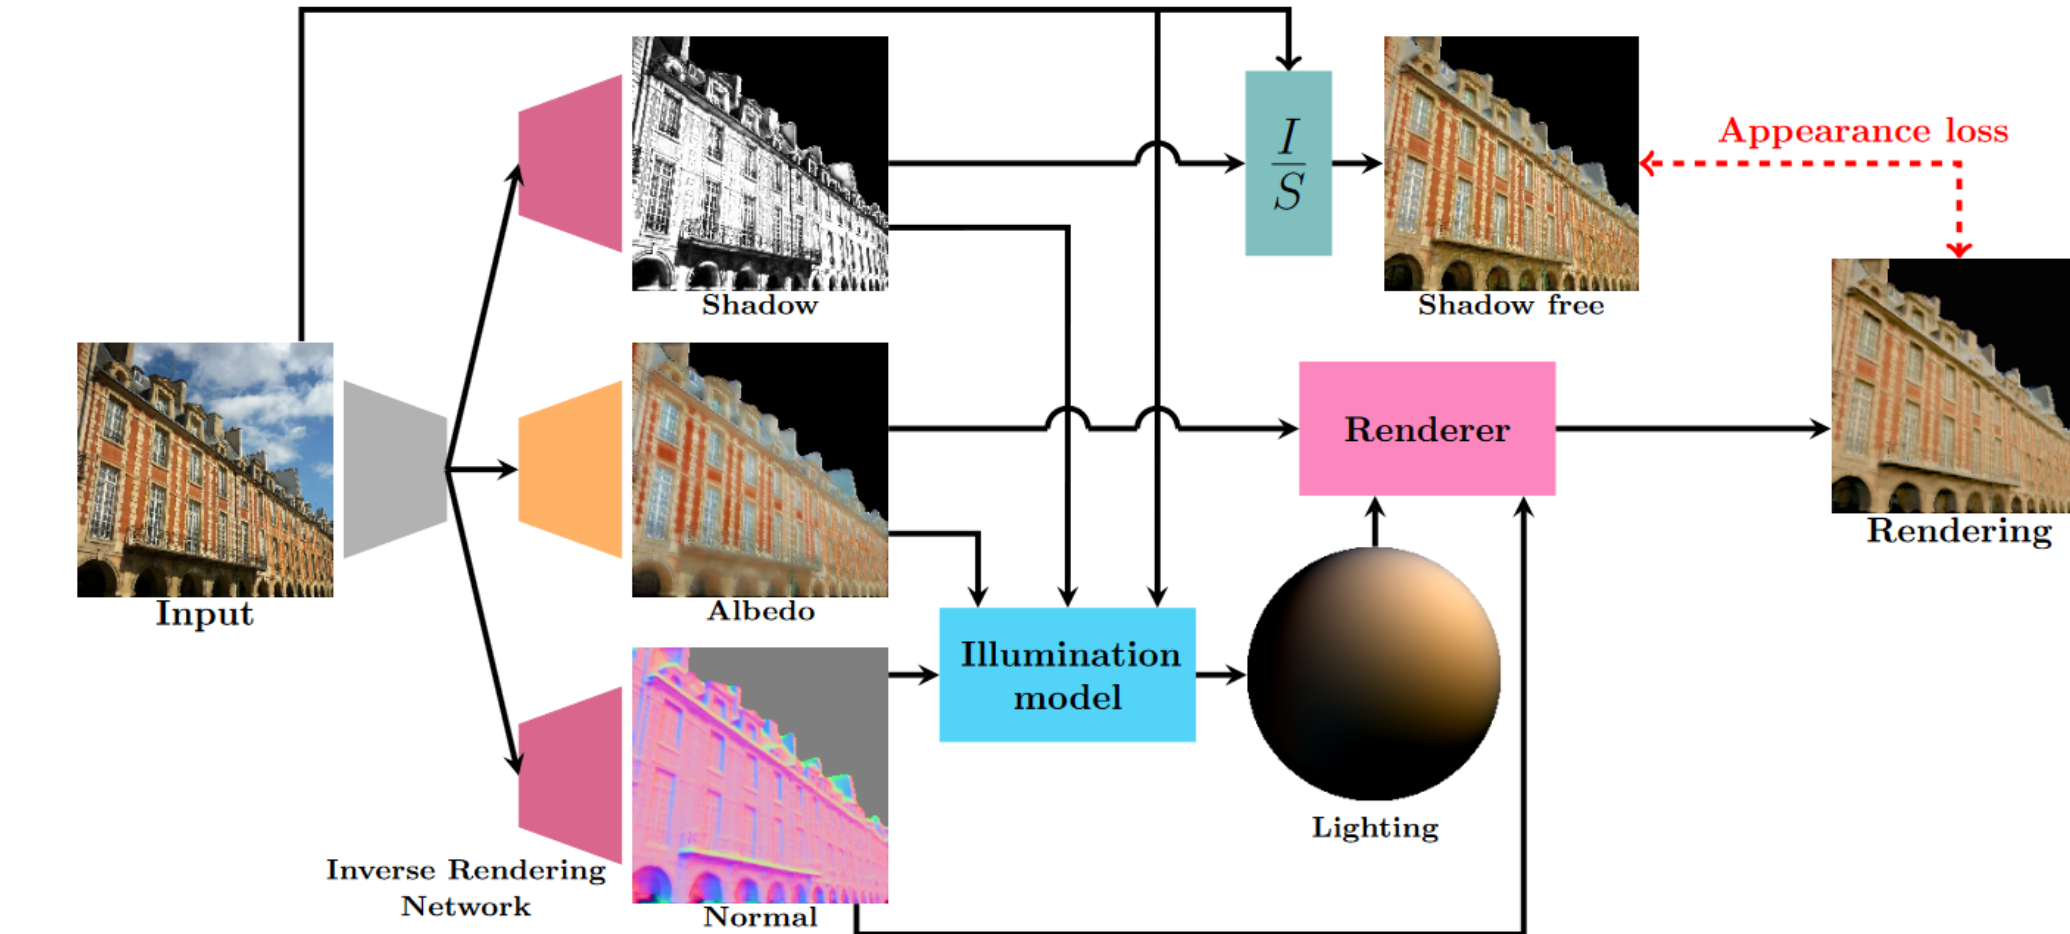 I
S
Appearance loss
Shadow
Shadow free
Input
Albedo
Renderer
Rendering
Illumination
model
Lighting
Inverse Rendering
Network
Normal